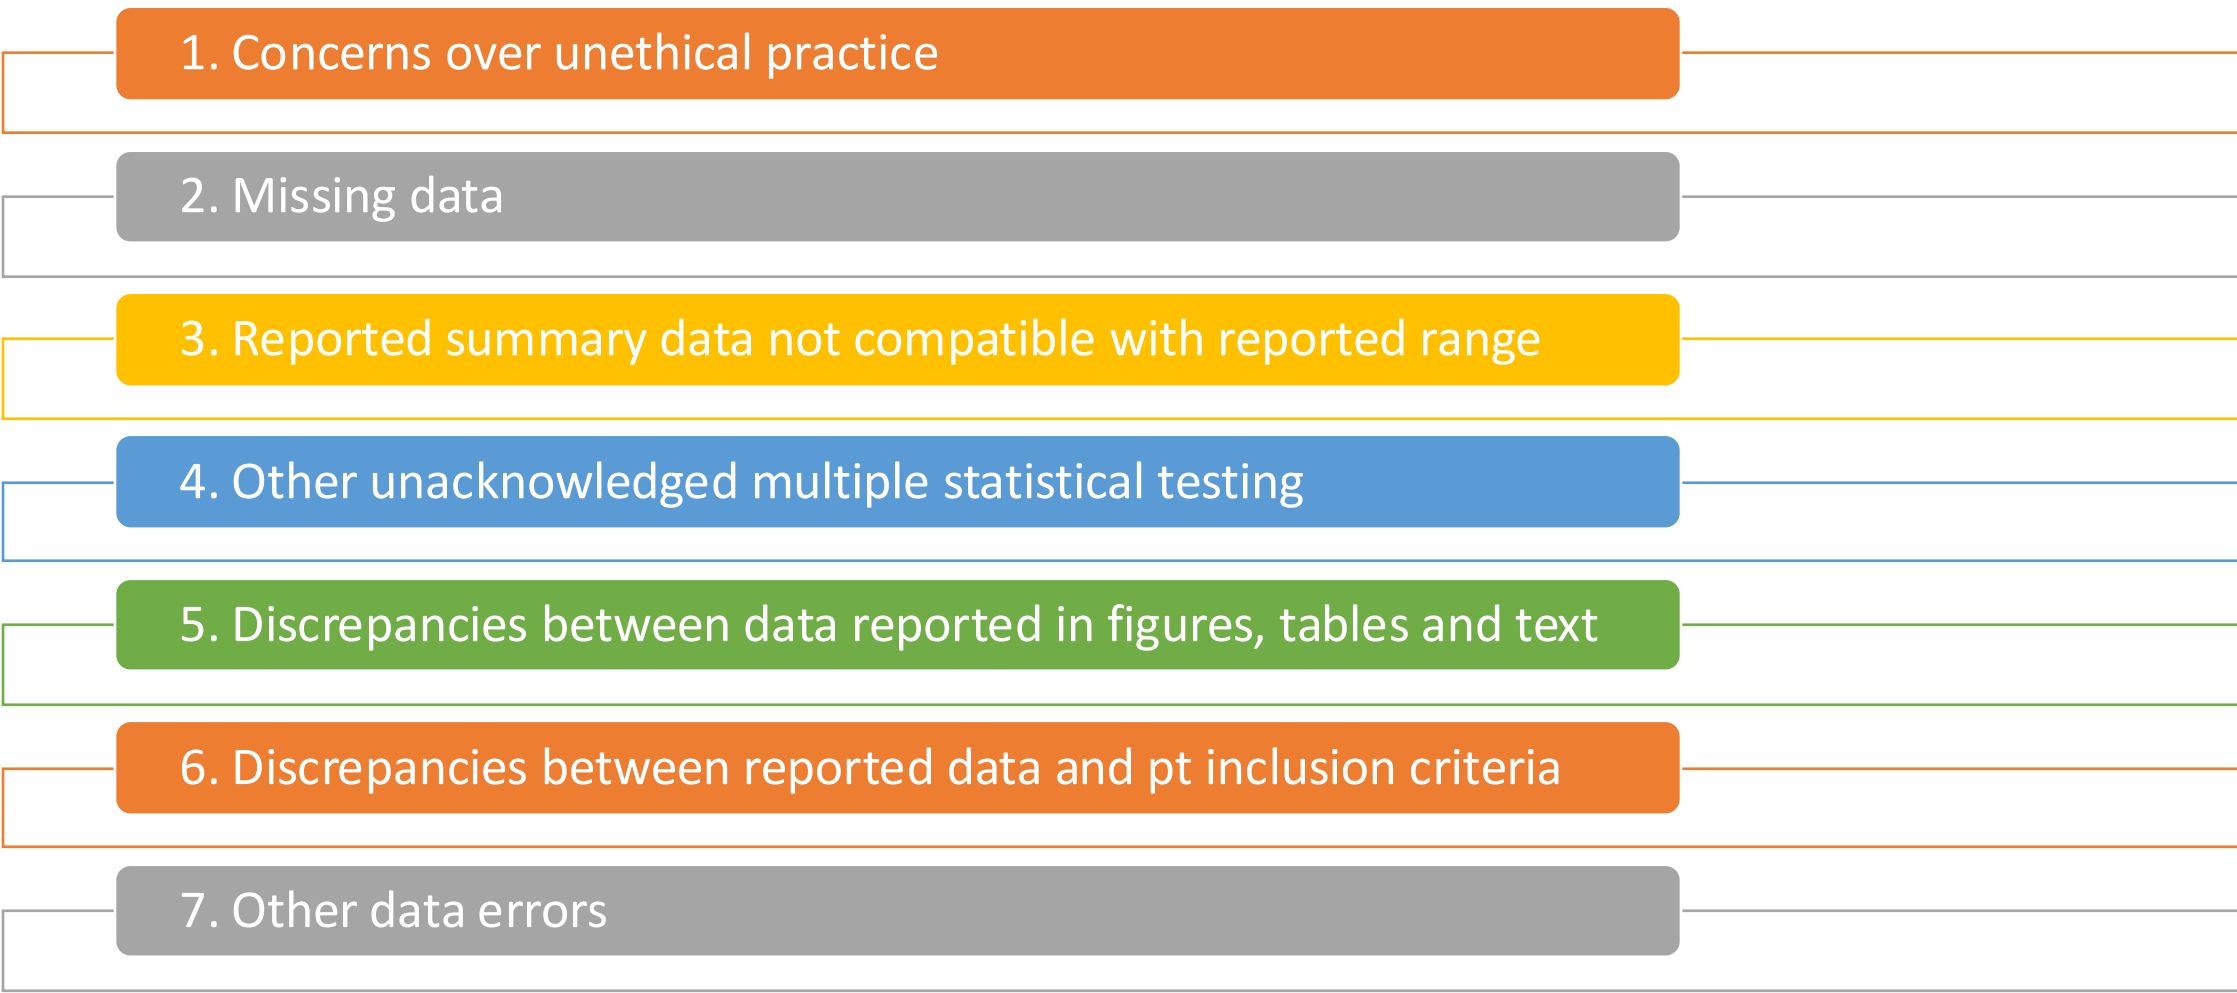 1. Concerns over unethical practice
2. Missing data
3. Reported summary data not compatible with reported range
4. Other unacknowledged multiple statistical testing
5. Discrepancies between data reported in figures, tables and text
6. Discrepancies between reported data and pt inclusion criteria
7. Other data errors